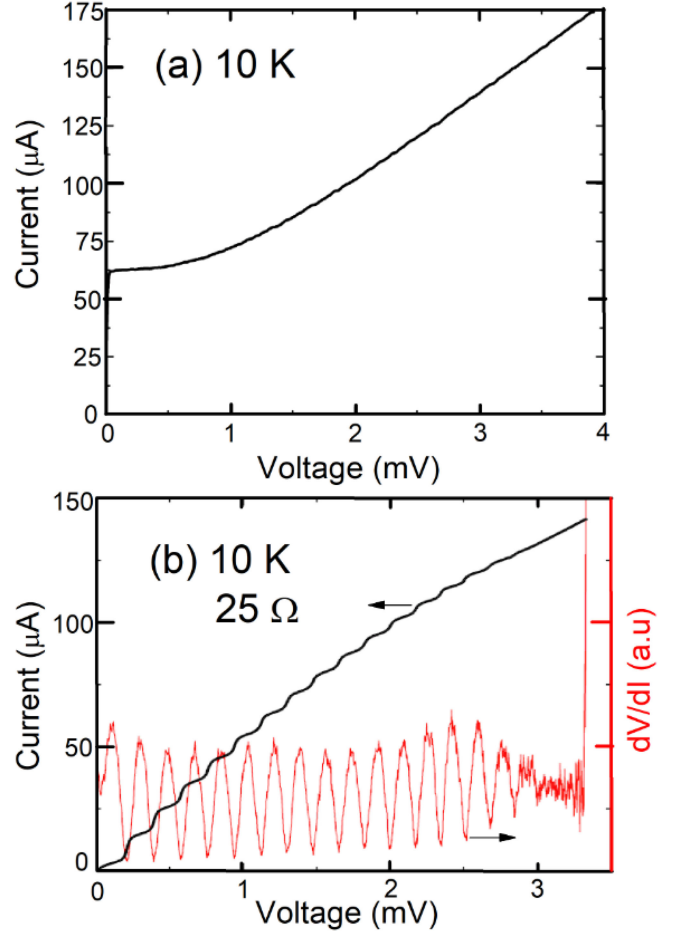 175
(a) 10 K
150
125
100
75
50
25
0
Current (μA)
0 1 2 3 4
Voltage (mV)
150
(b) 10 K
25 Ω
100
50
0
Current (μA)
dV/dI (a.u)
0 1 2 3
Voltage (mV)